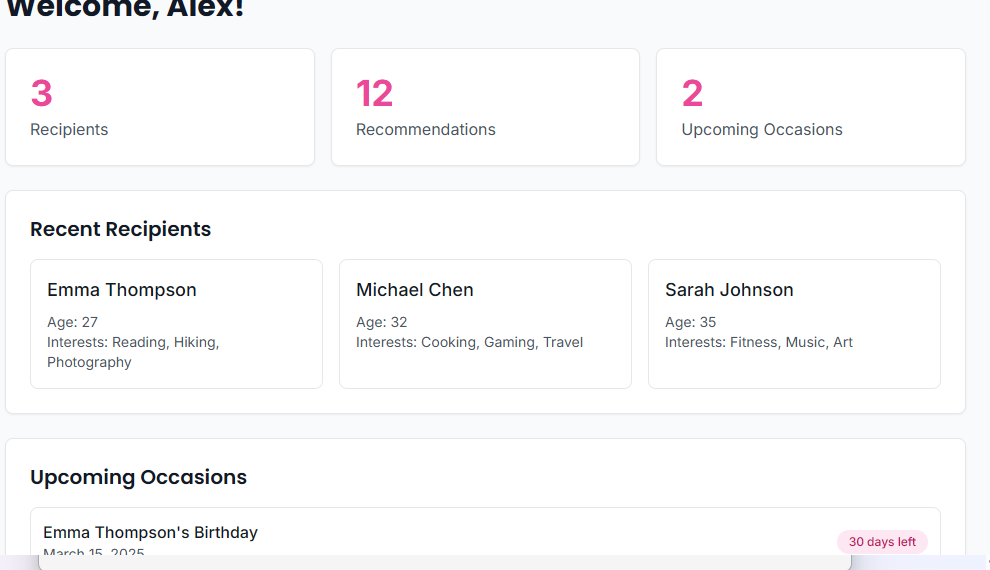 Welcome, Alex!
3
Recipients
12
Recommendations
2
Upcoming Occasions
Recent Recipients
Emma Thompson
Age: 27
Interests: Reading, Hiking,
Photography
Michael Chen
Age: 32
Interests: Cooking, Gaming, Travel
Sarah Johnson
Age: 35
Interests: Fitness, Music, Art
Upcoming Occasions
Emma Thompson's Birthday
March 15, 2025
30 days left